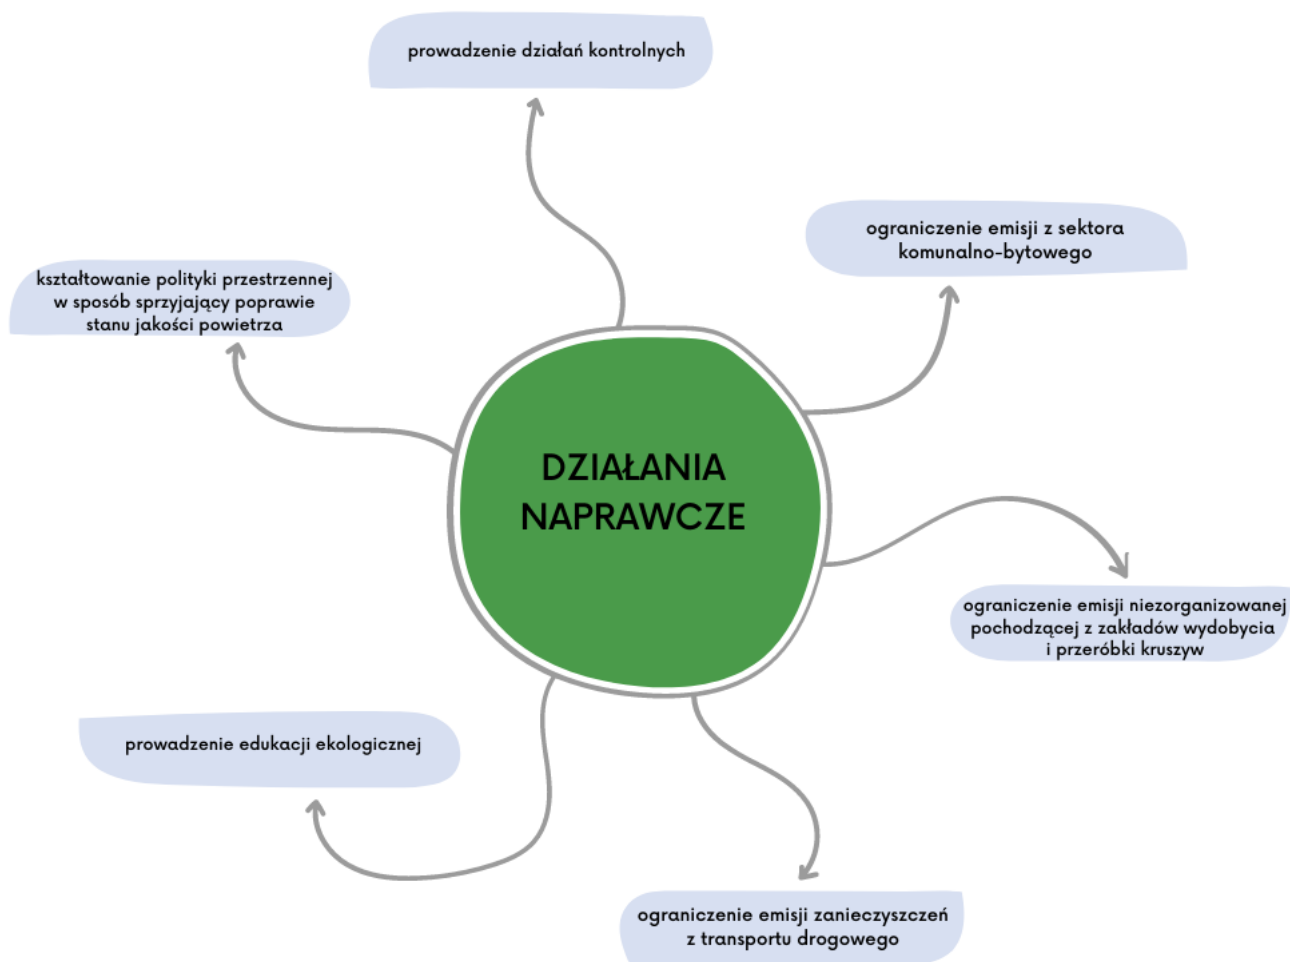 prowadzenie działań kontrolnych
ograniczenie emisji z sektora
komunalno-bytowego
kształtowanie polityki przestrzennej
w sposób sprzyjający poprawie
stanu jakości powietrza
DZIAŁANIA
NAPRAWCZE
ograniczenie emisji niezorganizowanej
pochodzącej z zakładów wydobycia
i przeróbki kruszyw
prowadzenie edukacji ekologicznej
ograniczenie emisji zanieczyszczeń
z transportu drogowego